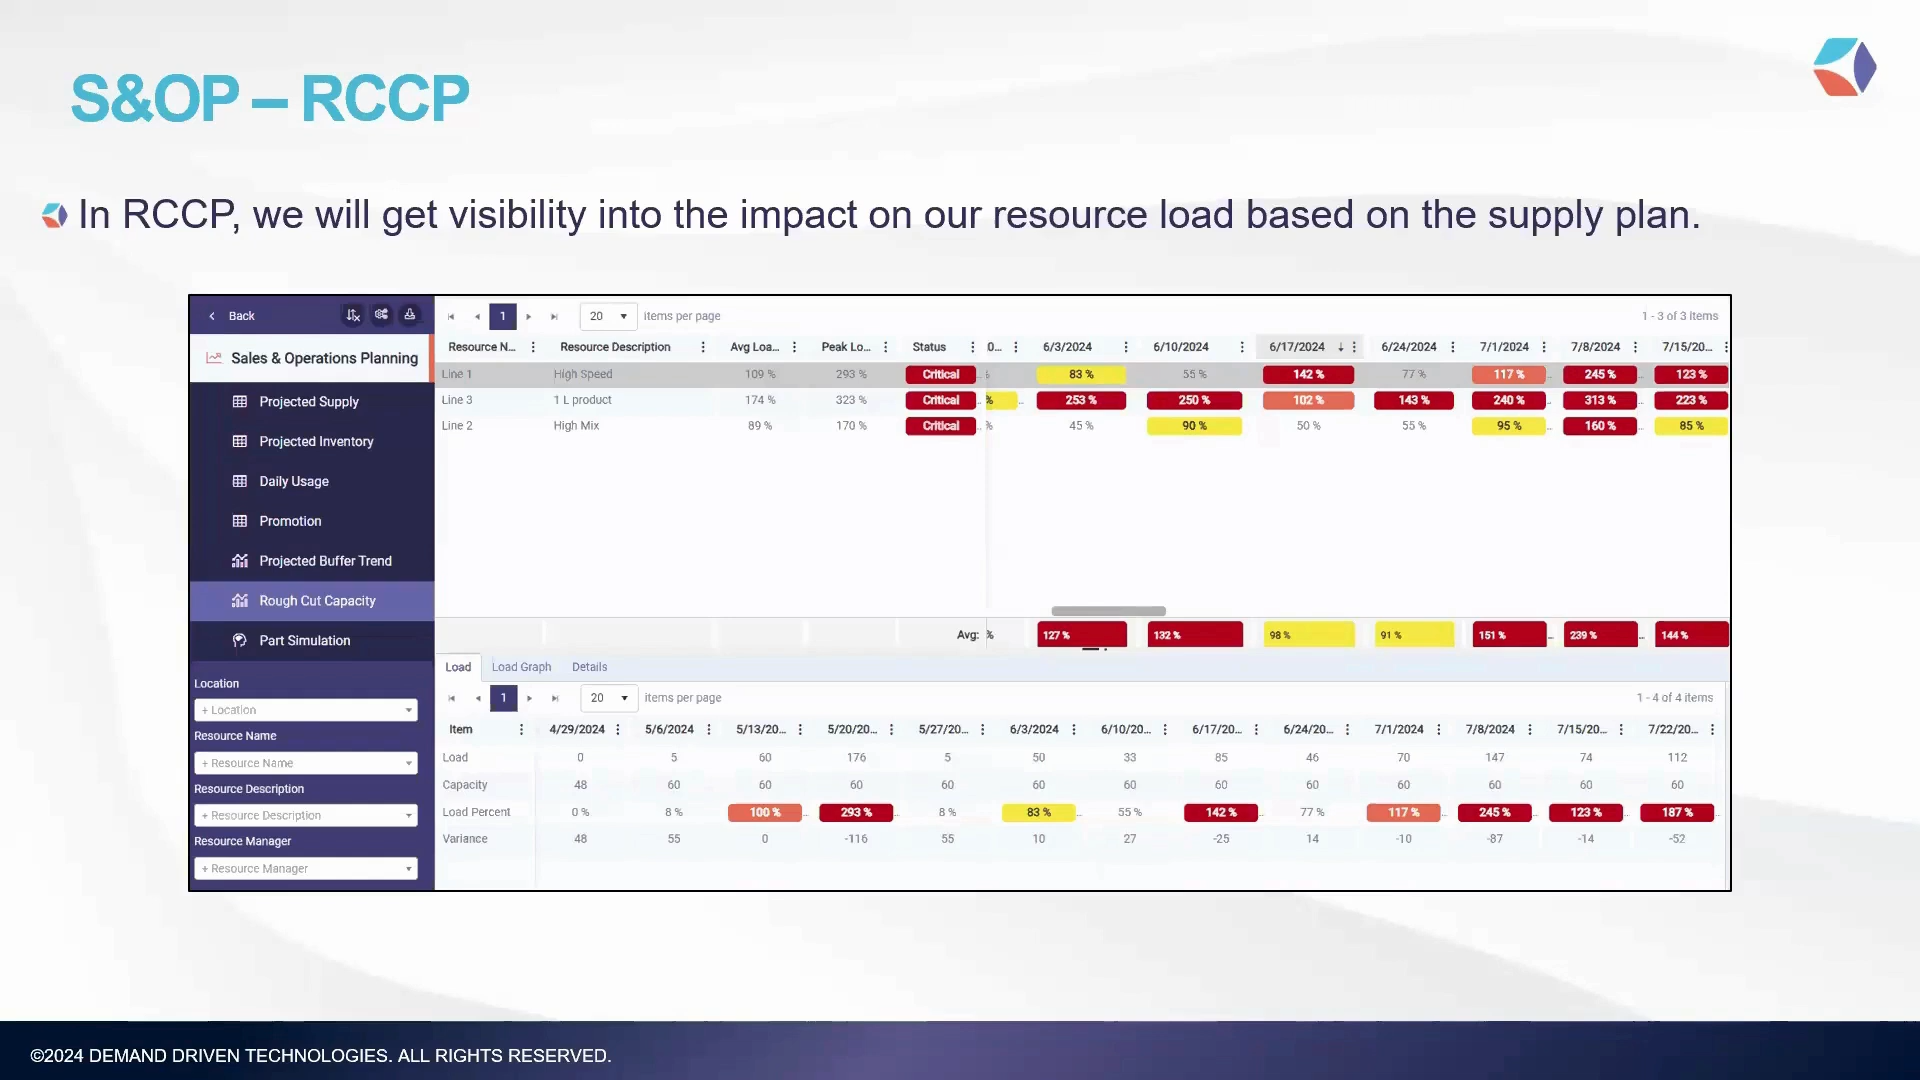 S&OP – RCCP
In RCCP, we will get visibility into the impact on our resource load based on the supply plan.
Back
1
20
items per page
1 - 3 of 3 items
Sales & Operations Planning
Projected Supply
Projected Inventory
Daily Usage
Promotion
Projected Buffer Trend
Rough Cut Capacity
Part Simulation
Location
+ Location
Resource Name
+ Resource Name
Resource Description
+ Resource Description
Resource Manager
+ Resource Manager
Resource N... Resource Description Avg Loa... Peak Lo... Status 0... 6/3/2024 6/10/2024 6/17/2024 6/24/2024 7/1/2024 7/8/2024 7/15/20...
Line 1 High Speed 109 % 293 % Critical % 83 % 55 % 142 % 77 % 117 % 245 % 123 %
Line 3 1 L product 174 % 323 % Critical % 253 % 250 % 102 % 143 % 240 % 313 % 223 %
Line 2 High Mix 89 % 170 % Critical % 45 % 90 % 50 % 55 % 95 % 160 % 85 %
Avg: % 127 % 132 % 98 % 91 % 151 % 239 % 144 %
Load Load Graph Details
1 20 items per page 1 - 4 of 4 items
Item 4/29/2024 5/6/2024 5/13/20... 5/20/20... 5/27/20... 6/3/2024 6/10/20... 6/17/20... 6/24/20... 7/1/2024 7/8/2024 7/15/20... 7/22/20...
Load 0 5 60 176 5 50 33 85 46 70 147 74 112
Capacity 48 60 60 60 60 60 60 60 60 60 60 60 60
Load Percent 0 % 8 % 100 % 293 % 8 % 83 % 55 % 142 % 77 % 117 % 245 % 123 % 187 %
Variance 48 55 0 -116 55 10 27 -25 14 -10 -87 -14 -52
©2024 DEMAND DRIVEN TECHNOLOGIES. ALL RIGHTS RESERVED.